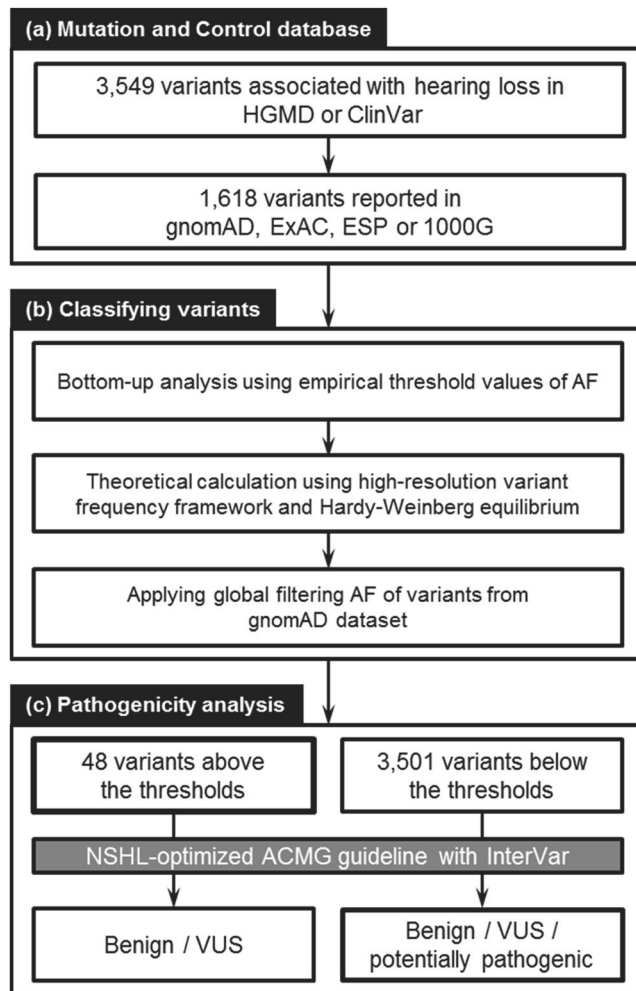 (a) Mutation and Control database
3,549 variants associated with hearing loss in
HGMD or ClinVar
1,618 variants reported in
gnomAD, ExAC, ESP or 1000G
(b) Classifying variants
Bottom-up analysis using empirical threshold values of AF
Theoretical calculation using high-resolution variant
frequency framework and Hardy-Weinberg equilibrium
Applying global filtering AF of variants from
gnomAD dataset
(c) Pathogenicity analysis
48 variants above
the thresholds
3,501 variants below
the thresholds
NSHL-optimized ACMG guideline with InterVar
Benign / VUS
Benign / VUS /
potentially pathogenic